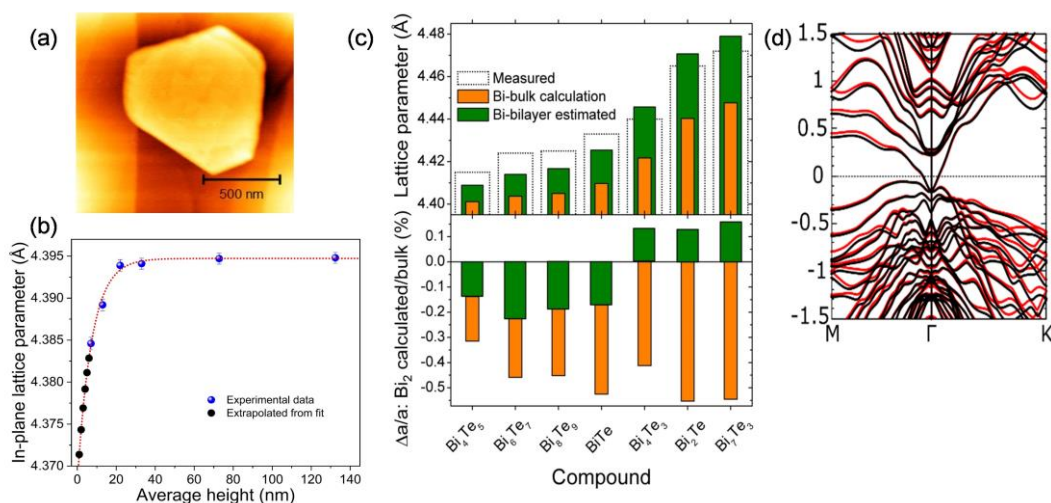 (a)
500 nm
(b)
In-plane lattice parameter (Å)
4.395
4.390
4.385
4.380
4.375
4.370
Experimental data
Extrapolated from fit
0 20 40 60 80 100 120 140
Average height (nm)
(c)
Lattice parameter (Å)
4.48
4.46
4.44
4.42
4.40
Measured
Bi-bulk calculation
Bi-bilayer estimated
Δa/a: Bi₂ calculated/bulk (%)
0.1
0.0
-0.1
-0.2
-0.3
-0.4
-0.5
Bi₄Te₅ Bi₆Te₇ Bi₈Te₉ BiTe Bi₄Te₃ Bi₂Te Bi₇Te₃
Compound
(d)
1.5
1
0.5
0
-0.5
-1
-1.5
M Γ K